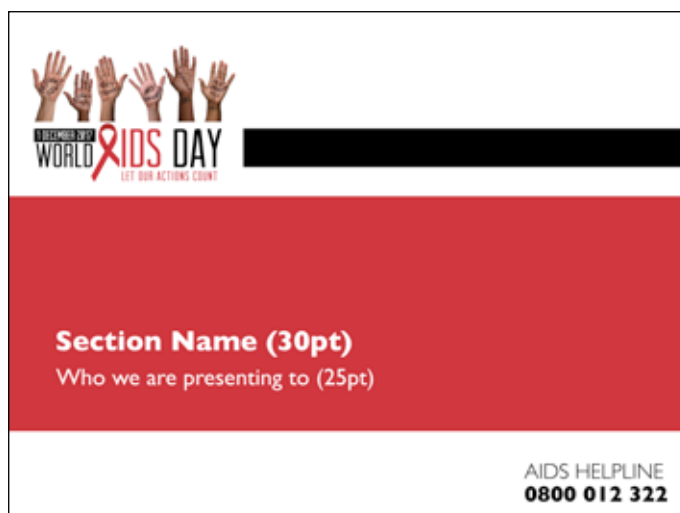 1 DECEMBER 2017
WORLD AIDS DAY
LET OUR ACTIONS COUNT
Section Name (30pt)
Who we are presenting to (25pt)
AIDS HELPLINE
0800 012 322